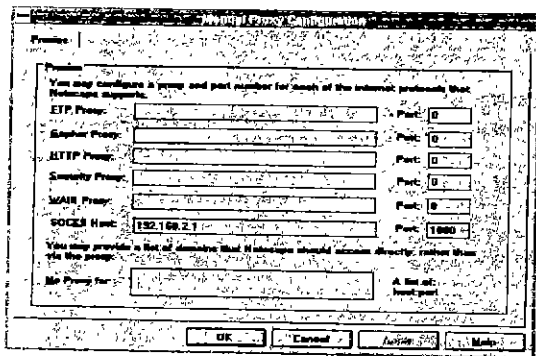 Manual Proxy Configuration
Proxies
Proxies
You may configure a proxy and port number for each of the internet protocols that
Netscape supports.
FTP Proxy: Port: 0
Gopher Proxy: Port: 0
HTTP Proxy: Port: 0
Security Proxy: Port: 0
WAIS Proxy: Port: 0
SOCKS Host: 192.168.2.1 Port: 1080
You may provide a list of domains that Netscape should access directly, rather than
via the proxy:
No Proxy for: A list of:
host:port
OK Cancel Apply Help